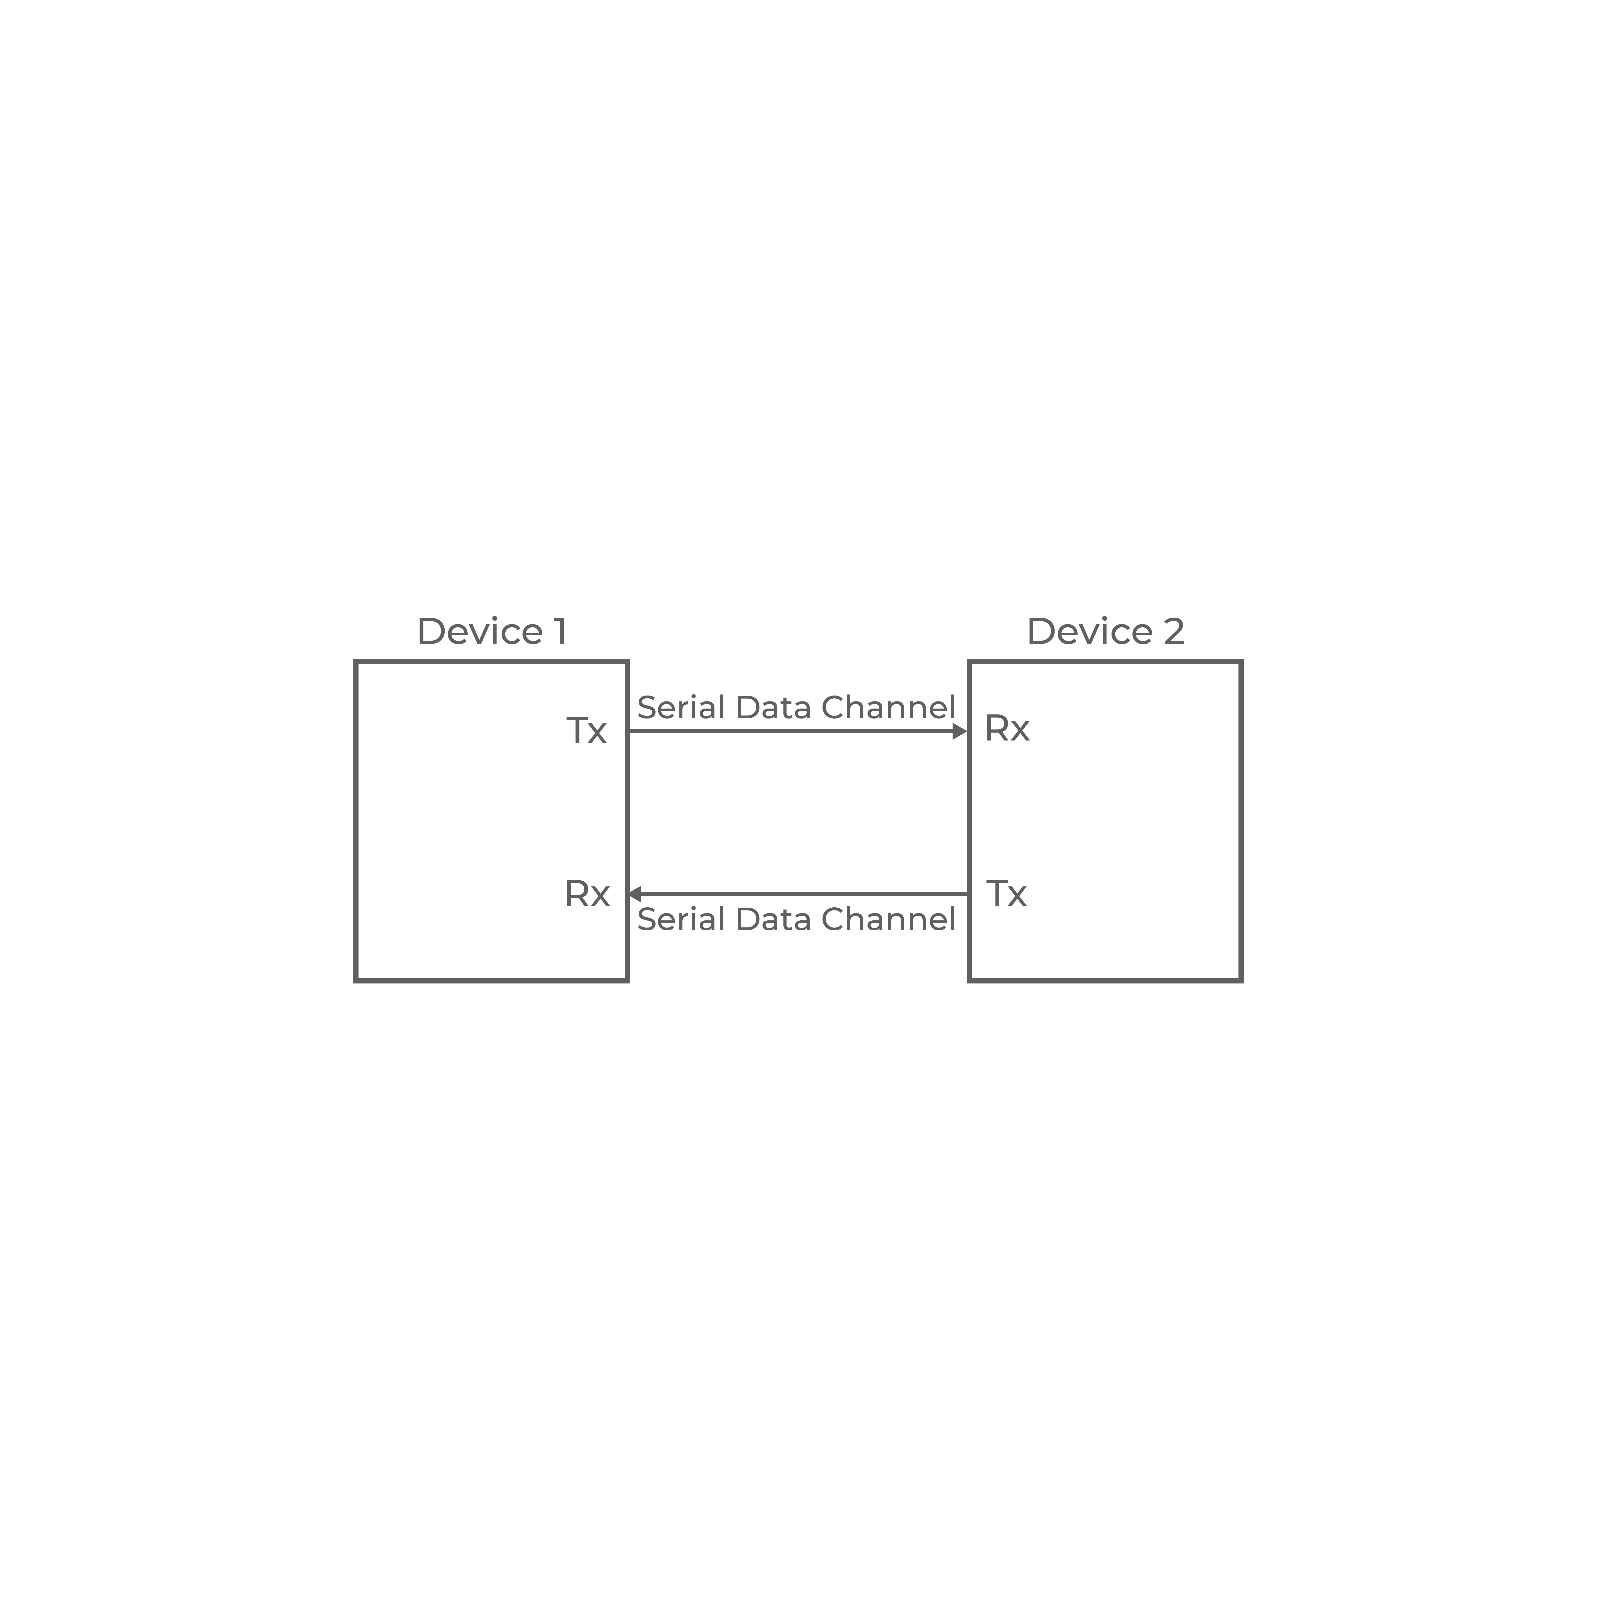 Device 1
Device 2
Serial Data Channel
Tx
Rx
Rx
Tx
Serial Data Channel